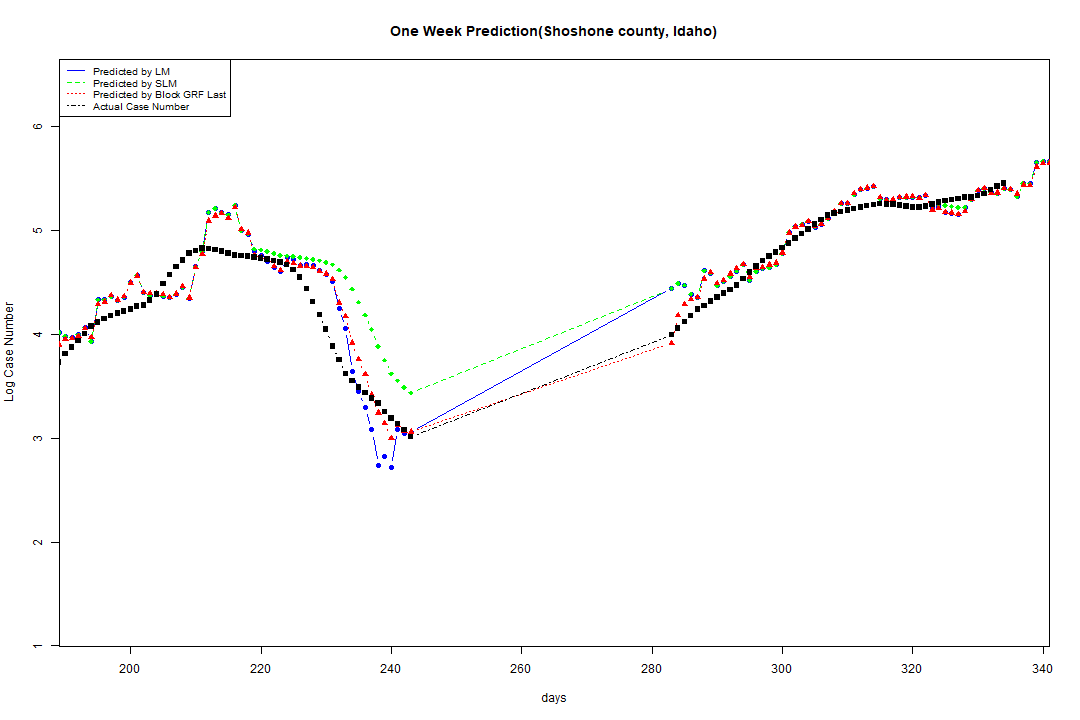 One Week Prediction(Shoshone county, Idaho)
Predicted by LM
Predicted by SLM
Predicted by Block GRF Last
Actual Case Number
Log Case Number
6
5
4
3
2
1
200 220 240 260 280 300 320 340
days